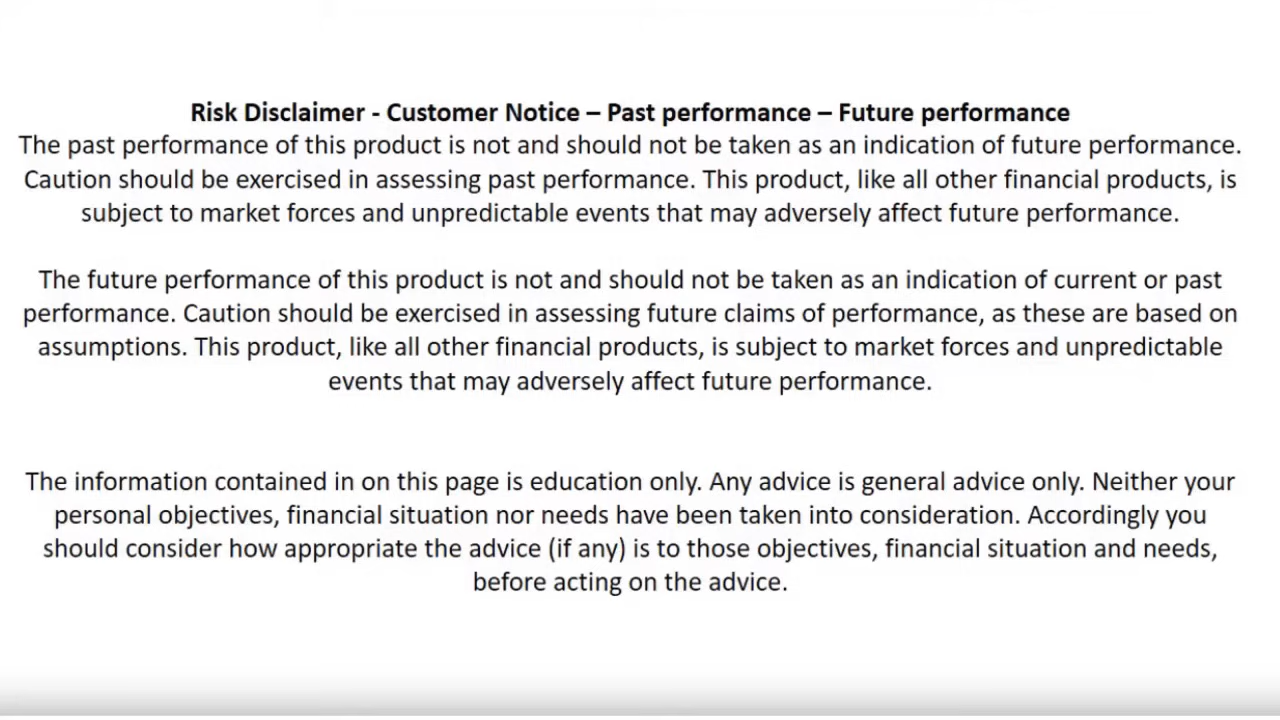 Risk Disclaimer - Customer Notice – Past performance – Future performance
The past performance of this product is not and should not be taken as an indication of future performance.
Caution should be exercised in assessing past performance. This product, like all other financial products, is
subject to market forces and unpredictable events that may adversely affect future performance.
The future performance of this product is not and should not be taken as an indication of current or past
performance. Caution should be exercised in assessing future claims of performance, as these are based on
assumptions. This product, like all other financial products, is subject to market forces and unpredictable
events that may adversely affect future performance.
The information contained in on this page is education only. Any advice is general advice only. Neither your
personal objectives, financial situation nor needs have been taken into consideration. Accordingly you
should consider how appropriate the advice (if any) is to those objectives, financial situation and needs,
before acting on the advice.